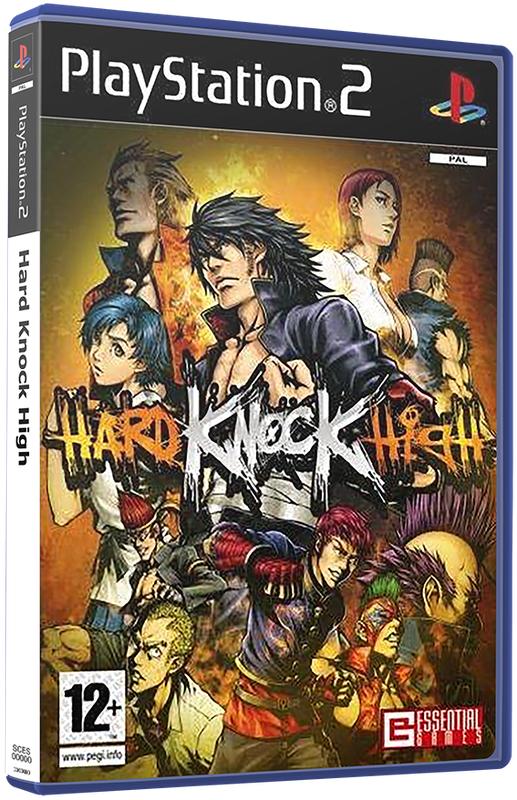 PAL
PlayStation.2
Hard Knock High
SCES
00000
PlayStation®2
PAL
HARD KNOCK HIGH
12+
www.pegi.info
ESSENTIAL
GAMES